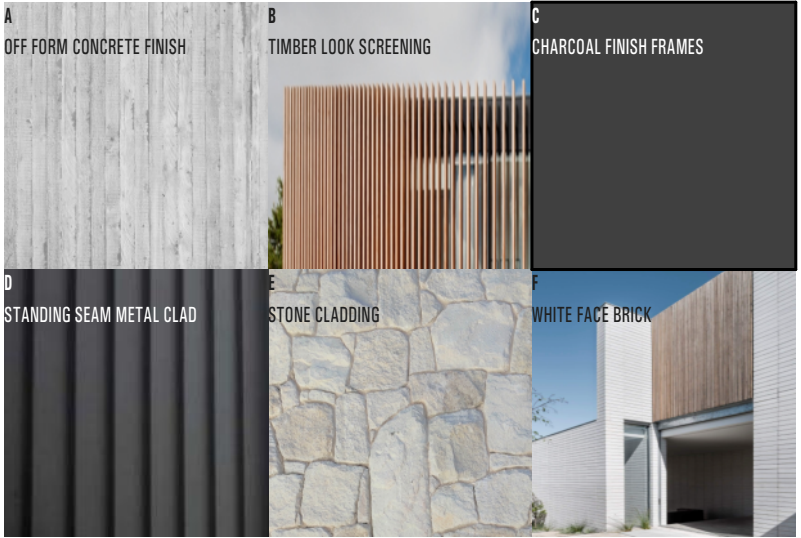 A
OFF FORM CONCRETE FINISH
B
TIMBER LOOK SCREENING
C
CHARCOAL FINISH FRAMES
D
STANDING SEAM METAL CLAD
E
STONE CLADDING
F
WHITE FACE BRICK